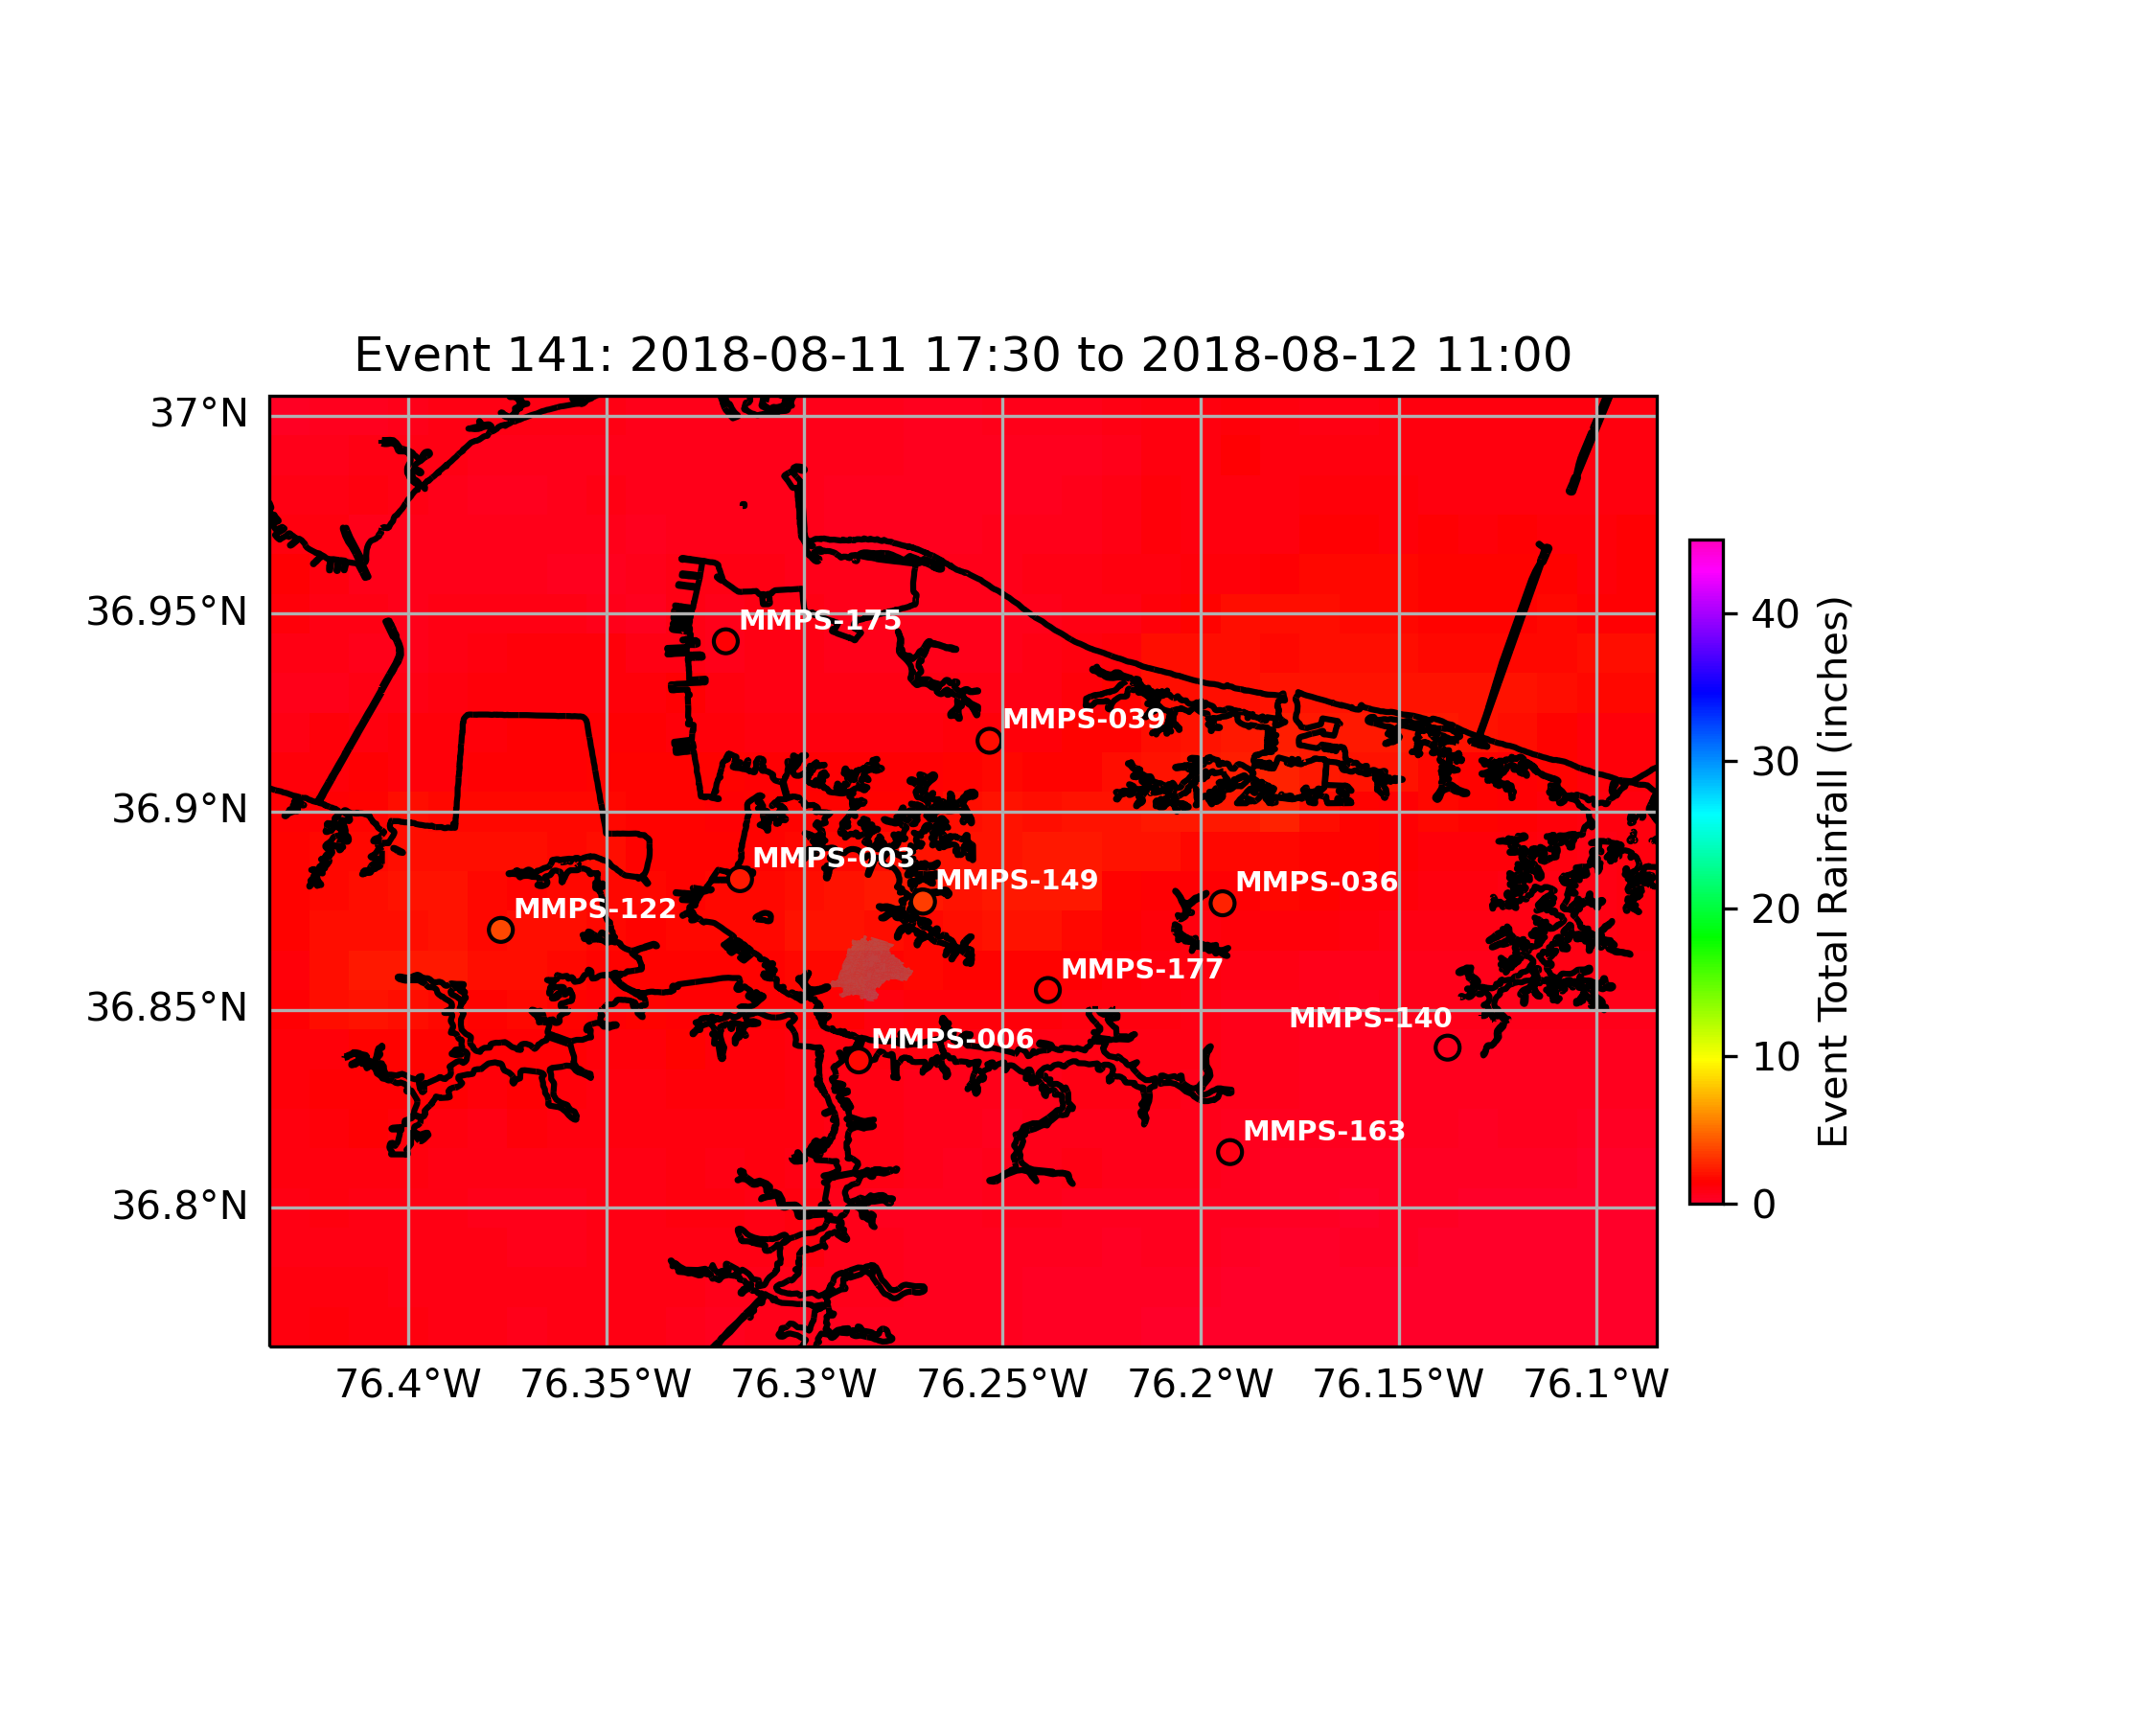 Event 141: 2018-08-11 17:30 to 2018-08-12 11:00
37°N
36.95°N
36.9°N
36.85°N
36.8°N
MMPS-175
MMPS-039
MMPS-003
MMPS-149
MMPS-036
MMPS-122
MMPS-177
MMPS-140
MMPS-006
MMPS-163
76.4°W 76.35°W 76.3°W 76.25°W 76.2°W 76.15°W 76.1°W
40
30
20
10
0
Event Total Rainfall (inches)